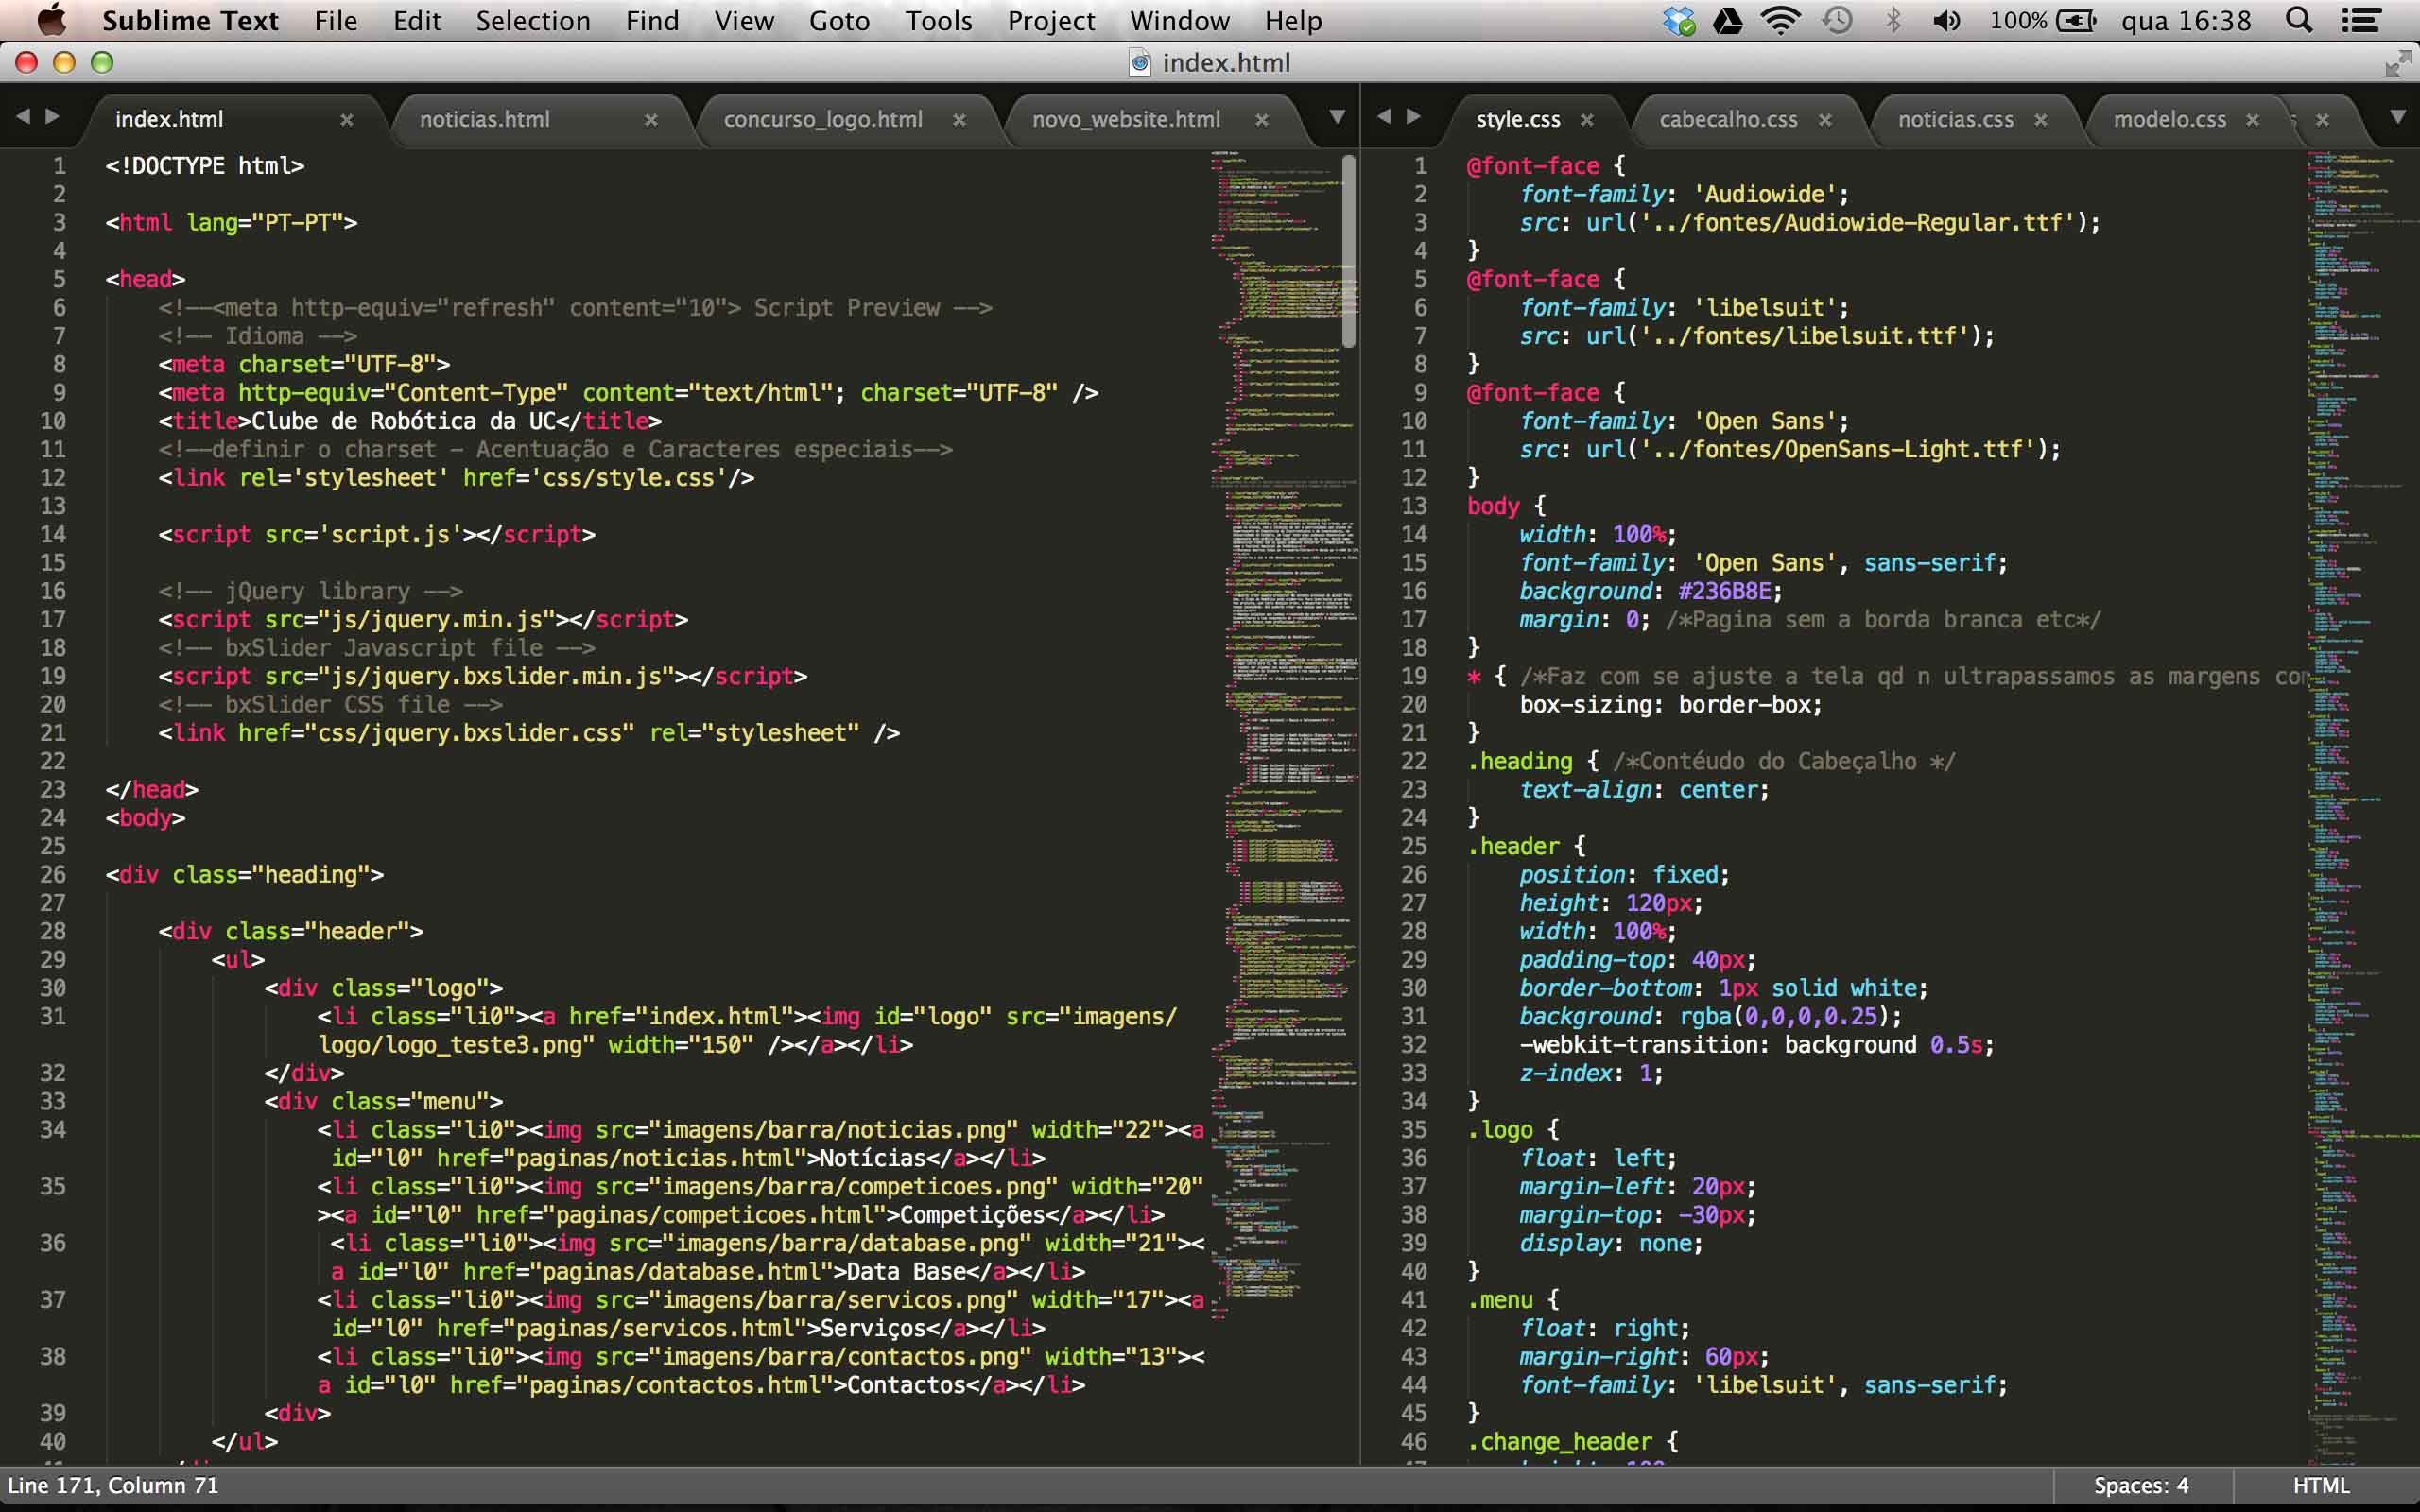 Sublime Text File Edit Selection Find View Goto Tools Project Window Help 100% qua 16:38
index.html
index.html noticias.html concurso_logo.html novo_website.html
1 <!DOCTYPE html>
2
3 <html lang="PT-PT">
4
5 <head>
6 <!--<meta http-equiv="refresh" content="10"> Script Preview -->
7 <!-- Idioma -->
8 <meta charset="UTF-8">
9 <meta http-equiv="Content-Type" content="text/html"; charset="UTF-8" />
10 <title>Clube de Robótica da UC</title>
11 <!--definir o charset - Acentuação e Caracteres especiais-->
12 <link rel='stylesheet' href='css/style.css'/>
13
14 <script src='script.js'></script>
15
16 <!-- jQuery library -->
17 <script src="js/jquery.min.js"></script>
18 <!-- bxSlider Javascript file -->
19 <script src="js/jquery.bxslider.min.js"></script>
20 <!-- bxSlider CSS file -->
21 <link href="css/jquery.bxslider.css" rel="stylesheet" />
22
23 </head>
24 <body>
25
26 <div class="heading">
27
28 <div class="header">
29 <ul>
30 <div class="logo">
31 <li class="li0"><a href="index.html"><img id="logo" src="imagens/
logo/logo_teste3.png" width="150" /></a></li>
32 </div>
33 <div class="menu">
34 <li class="li0"><img src="imagens/barra/noticias.png" width="22"><a
id="l0" href="paginas/noticias.html">Notícias</a></li>
35 <li class="li0"><img src="imagens/barra/competicoes.png" width="20"
><a id="l0" href="paginas/competicoes.html">Competições</a></li>
36 <li class="li0"><img src="imagens/barra/database.png" width="21"><
a id="l0" href="paginas/database.html">Data Base</a></li>
37 <li class="li0"><img src="imagens/barra/servicos.png" width="17"><a
id="l0" href="paginas/servicos.html">Serviços</a></li>
38 <li class="li0"><img src="imagens/barra/contactos.png" width="13"><
a id="l0" href="paginas/contactos.html">Contactos</a></li>
39 <div>
40 </ul>
style.css cabecalho.css noticias.css modelo.css
1 @font-face {
2 font-family: 'Audiowide';
3 src: url('../fontes/Audiowide-Regular.ttf');
4 }
5 @font-face {
6 font-family: 'libelsuit';
7 src: url('../fontes/libelsuit.ttf');
8 }
9 @font-face {
10 font-family: 'Open Sans';
11 src: url('../fontes/OpenSans-Light.ttf');
12 }
13 body {
14 width: 100%;
15 font-family: 'Open Sans', sans-serif;
16 background: #236B8E;
17 margin: 0; /*Pagina sem a borda branca etc*/
18 }
19 * { /*Faz com se ajuste a tela qd n ultrapassamos as margens
20 box-sizing: border-box;
21 }
22 .heading { /*Contéudo do Cabeçalho */
23 text-align: center;
24 }
25 .header {
26 position: fixed;
27 height: 120px;
28 width: 100%;
29 padding-top: 40px;
30 border-bottom: 1px solid white;
31 background: rgba(0,0,0,0.25);
32 -webkit-transition: background 0.5s;
33 z-index: 1;
34 }
35 .logo {
36 float: left;
37 margin-left: 20px;
38 margin-top: -30px;
39 display: none;
40 }
41 .menu {
42 float: right;
43 margin-right: 60px;
44 font-family: 'libelsuit', sans-serif;
45 }
46 .change_header {
Line 171, Column 71 Spaces: 4 HTML